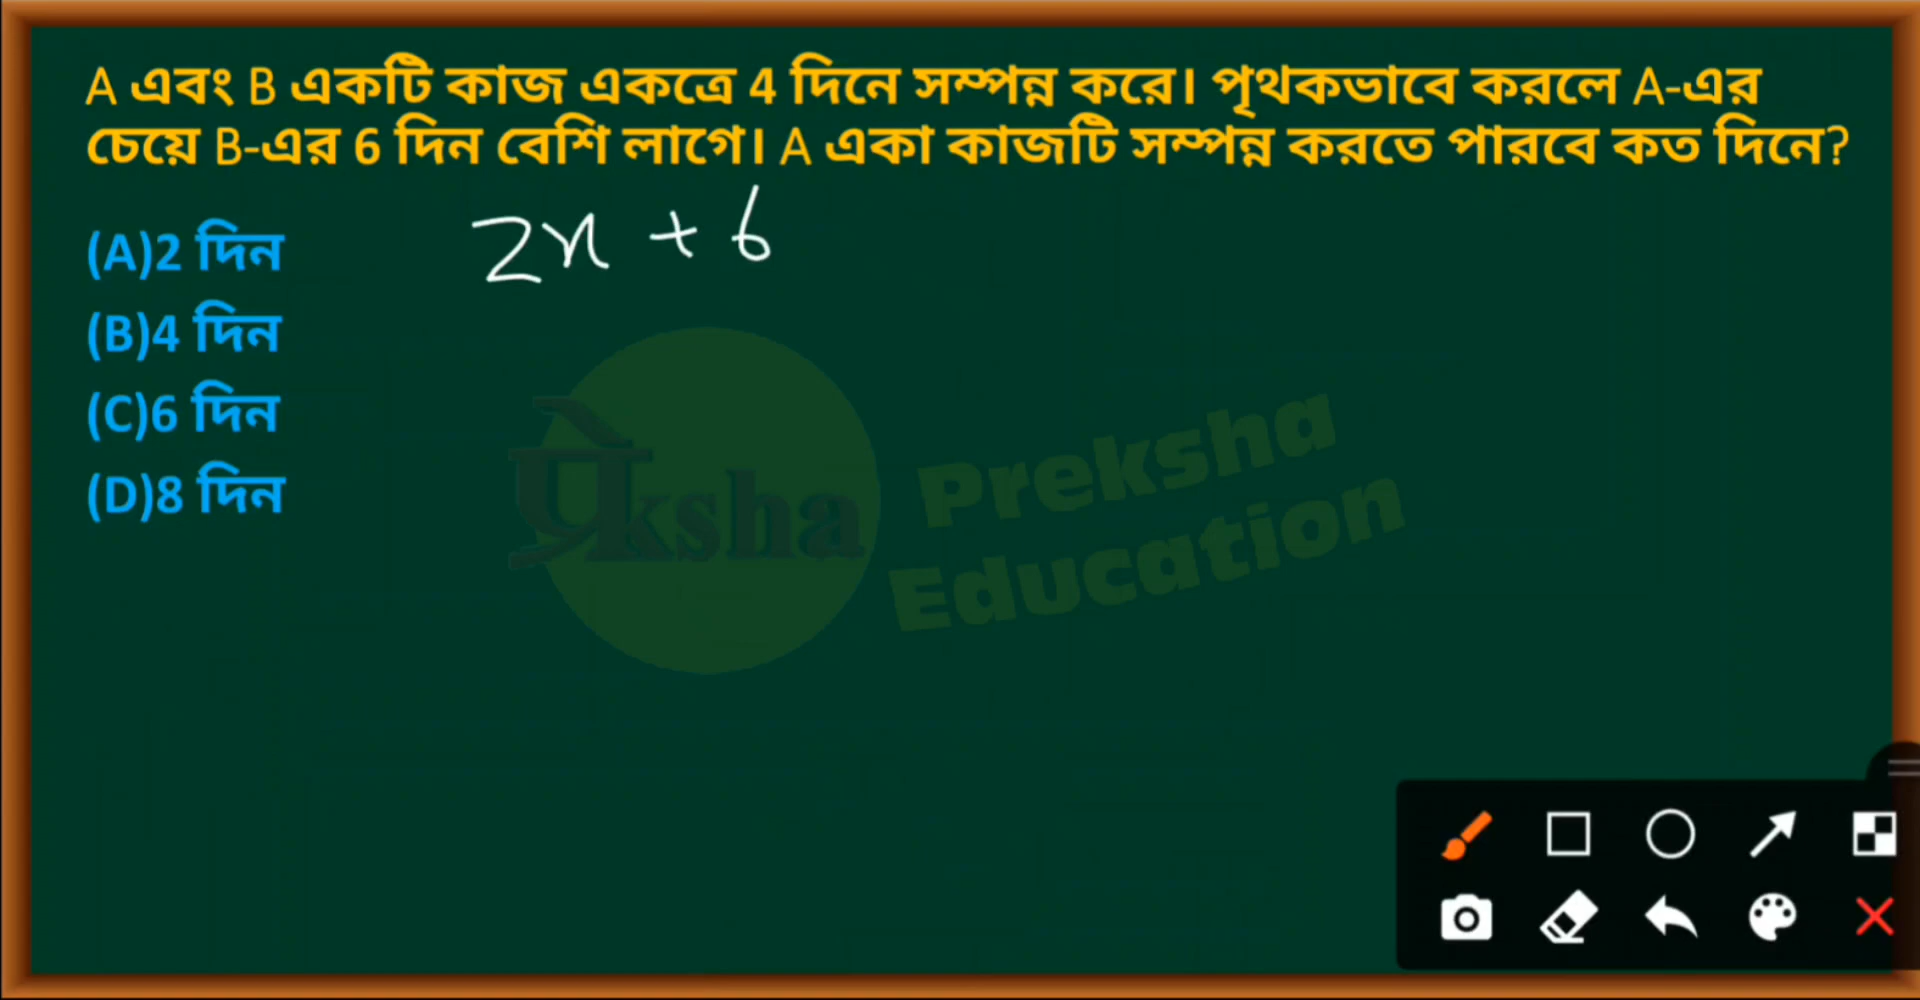 A এবং B একটি কাজ একত্রে 4 দিনে সম্পন্ন করে। পৃথকভাবে করলে A-এর
চেয়ে B-এর 6 দিন বেশি লাগে। A একা কাজটি সম্পন্ন করতে পারবে কত দিনে?
2x + 6
(A)2 দিন
(B)4 দিন
(C)6 দিন
(D)8 দিন
प्रेksha
Preksha
Education